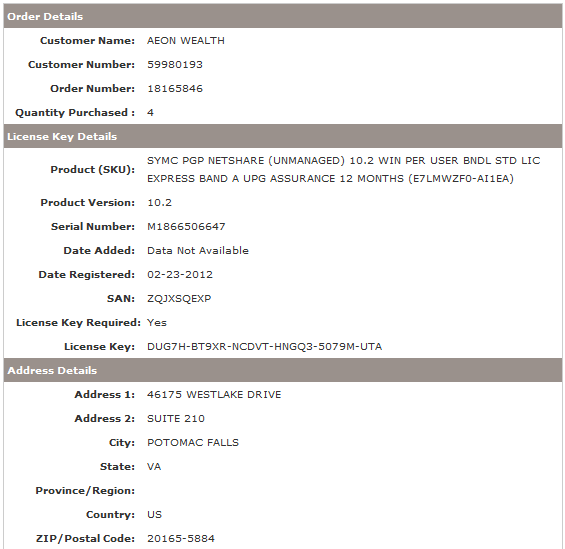 Order Details
Customer Name: AEON WEALTH
Customer Number: 59980193
Order Number: 18165846
Quantity Purchased : 4
License Key Details
Product (SKU): SYMC PGP NETSHARE (UNMANAGED) 10.2 WIN PER USER BNDL STD LIC
EXPRESS BAND A UPG ASSURANCE 12 MONTHS (E7LMWZF0-AI1EA)
Product Version: 10.2
Serial Number: M1866506647
Date Added: Data Not Available
Date Registered: 02-23-2012
SAN: ZQJXSQEXP
License Key Required: Yes
License Key: DUG7H-BT9XR-NCDVT-HNGQ3-5079M-UTA
Address Details
Address 1: 46175 WESTLAKE DRIVE
Address 2: SUITE 210
City: POTOMAC FALLS
State: VA
Province/Region:
Country: US
ZIP/Postal Code: 20165-5884